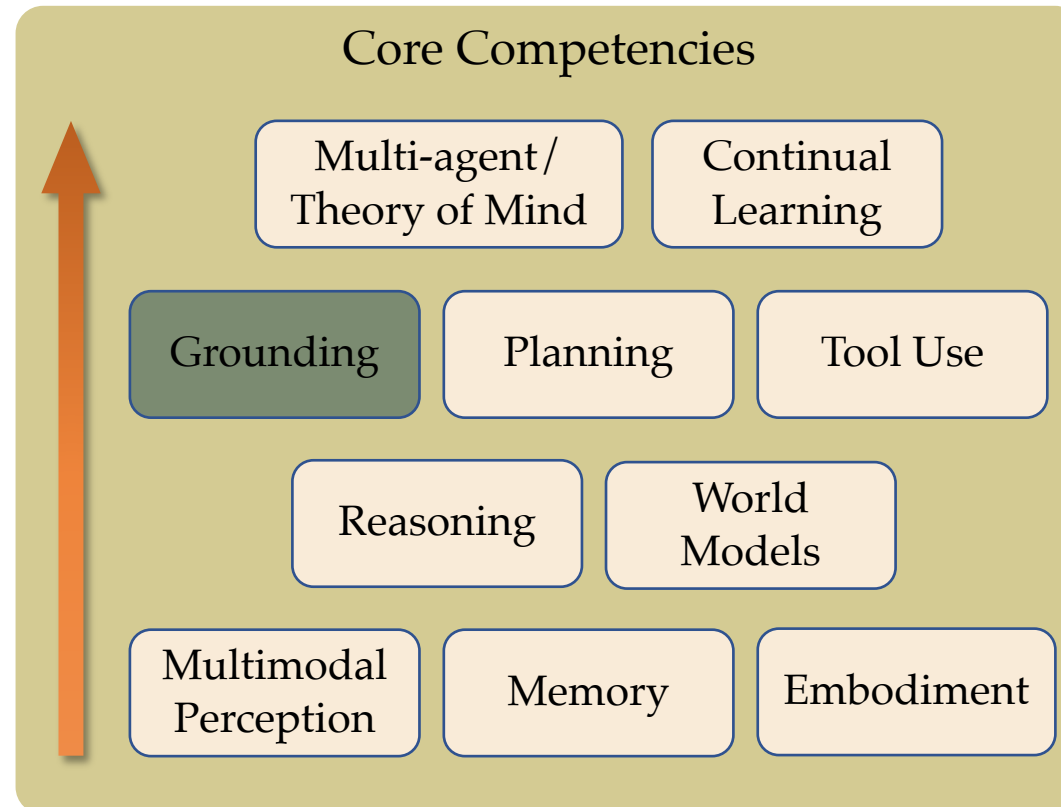 Core Competencies
Multi-agent/
Theory of Mind
Continual
Learning
Grounding
Planning
Tool Use
Reasoning
World
Models
Multimodal
Perception
Memory
Embodiment